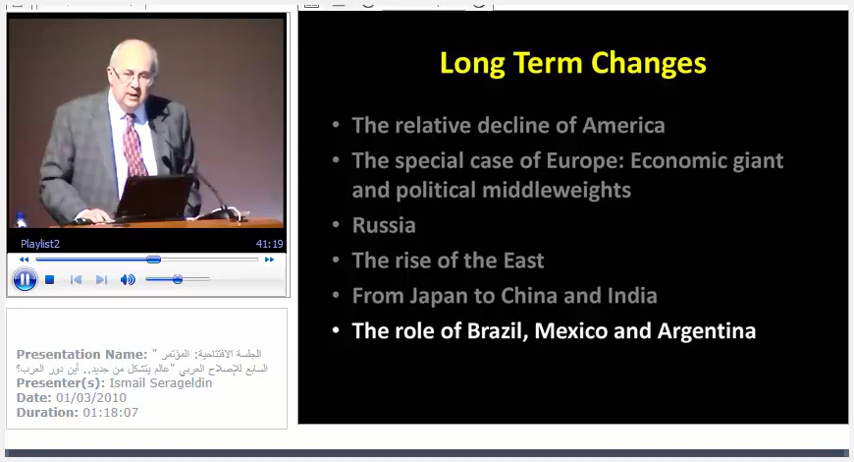 Long Term Changes
• The relative decline of America
• The special case of Europe: Economic giant
and political middleweights
• Russia
• The rise of the East
• From Japan to China and India
• The role of Brazil, Mexico and Argentina
Playlist2 41:19
Presentation Name: " الجلسة الافتتاحية: المؤتمر
السابع للإصلاح العربي "عالم يتشكل من جديد.. أين دور العرب؟
Presenter(s): Ismail Serageldin
Date: 01/03/2010
Duration: 01:18:07